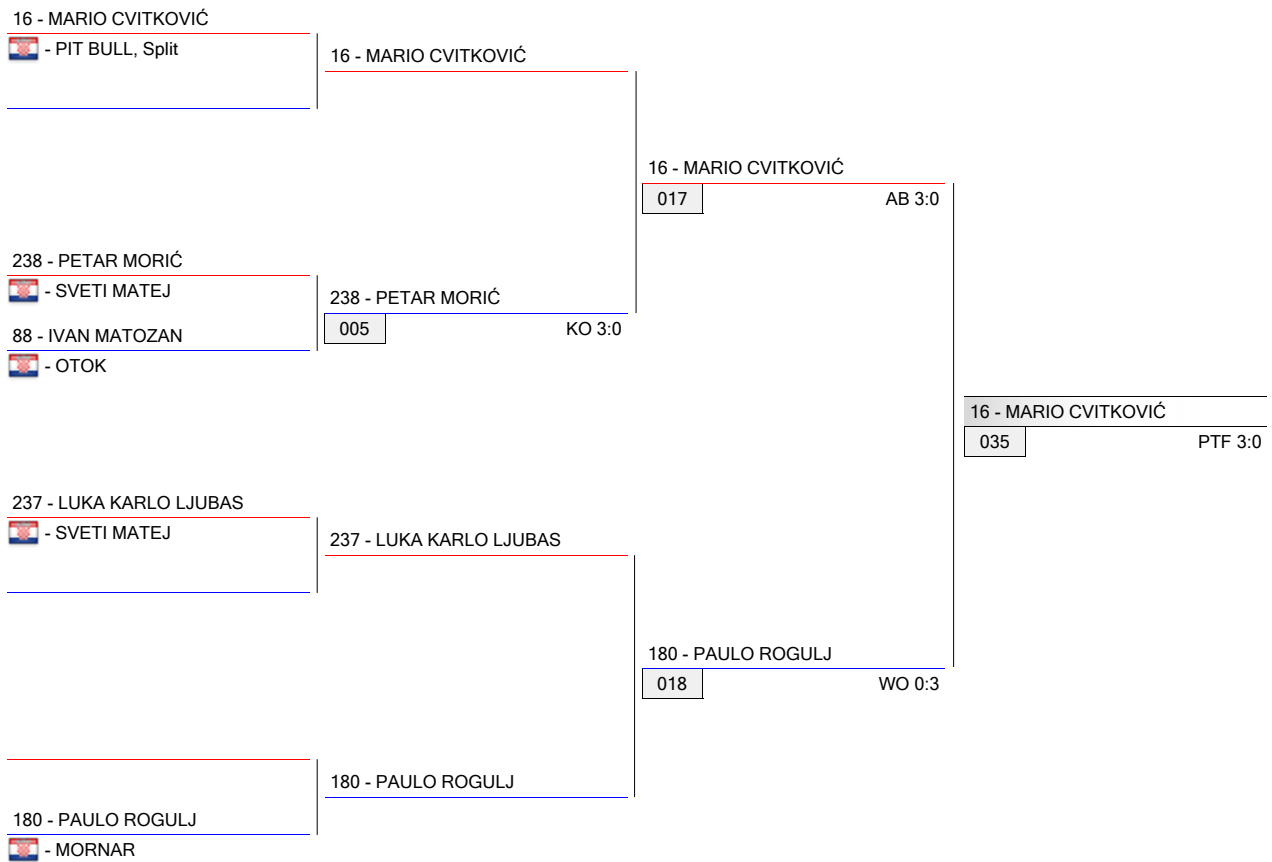 16 - MARIO CVITKOVIĆ
- PIT BULL, Split
16 - MARIO CVITKOVIĆ
16 - MARIO CVITKOVIĆ
017 AB 3:0
238 - PETAR MORIĆ
- SVETI MATEJ
238 - PETAR MORIĆ
88 - IVAN MATOZAN
005 KO 3:0
- OTOK
16 - MARIO CVITKOVIĆ
035 PTF 3:0
237 - LUKA KARLO LJUBAS
- SVETI MATEJ
237 - LUKA KARLO LJUBAS
180 - PAULO ROGULJ
018 WO 0:3
180 - PAULO ROGULJ
180 - PAULO ROGULJ
- MORNAR